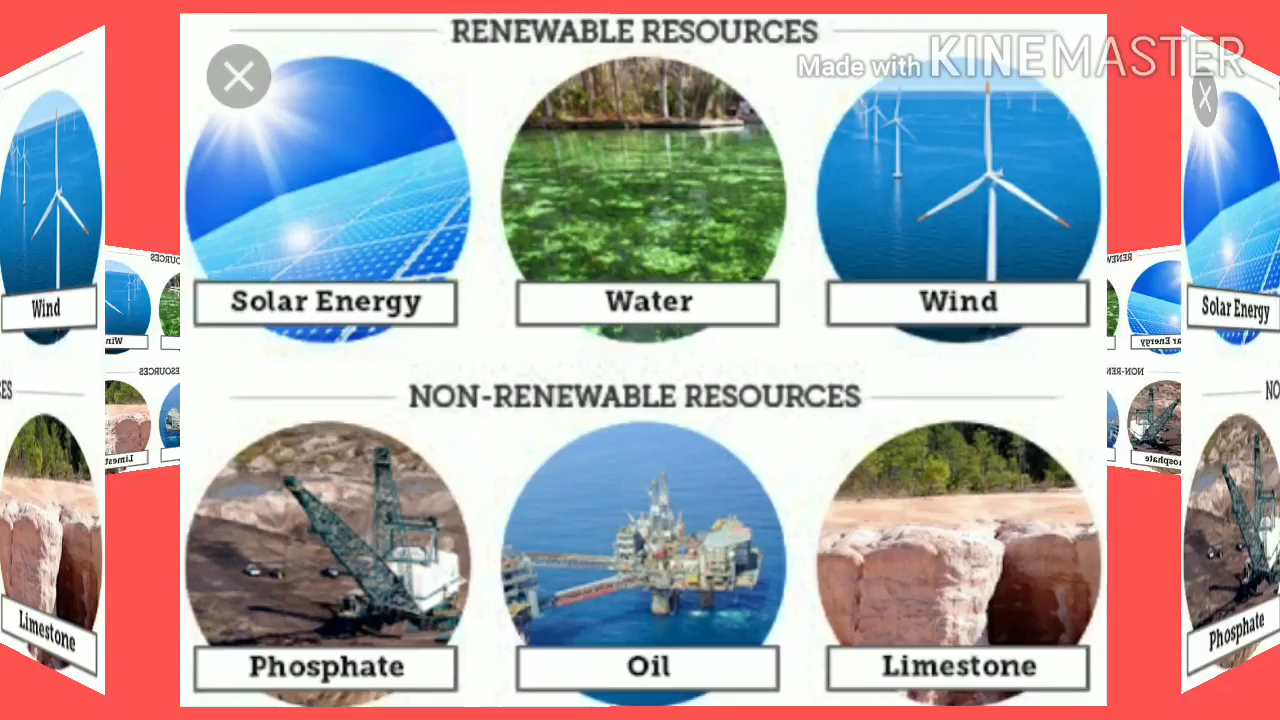 RENEWABLE RESOURCES
Made with KINEMASTER
Solar Energy
Water
Wind
NON-RENEWABLE RESOURCES
Phosphate
Oil
Limestone
Wind
Limestone
Solar Energy
Phosphate